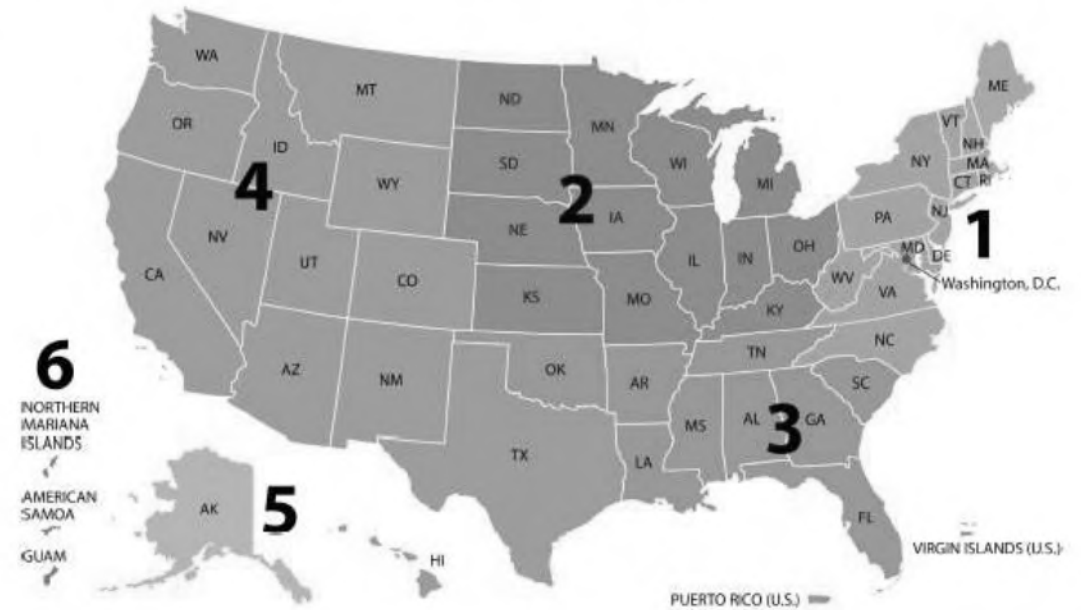 WA
MT
ND
MN
ME
OR
ID
SD
WI
VT
NH
NY
MA
CT RI
4
WY
2
MI
IA
PA
NJ
1
NV
NE
OH
MD
DE
CA
UT
CO
IL
IN
WV
VA
Washington, D.C.
KS
MO
KY
NC
TN
6
AZ
NM
OK
AR
SC
NORTHERN
MARIANA
ISLANDS
MS
AL
3
GA
TX
LA
AMERICAN
SAMOA
AK
5
FL
GUAM
HI
VIRGIN ISLANDS (U.S.)
PUERTO RICO (U.S.)